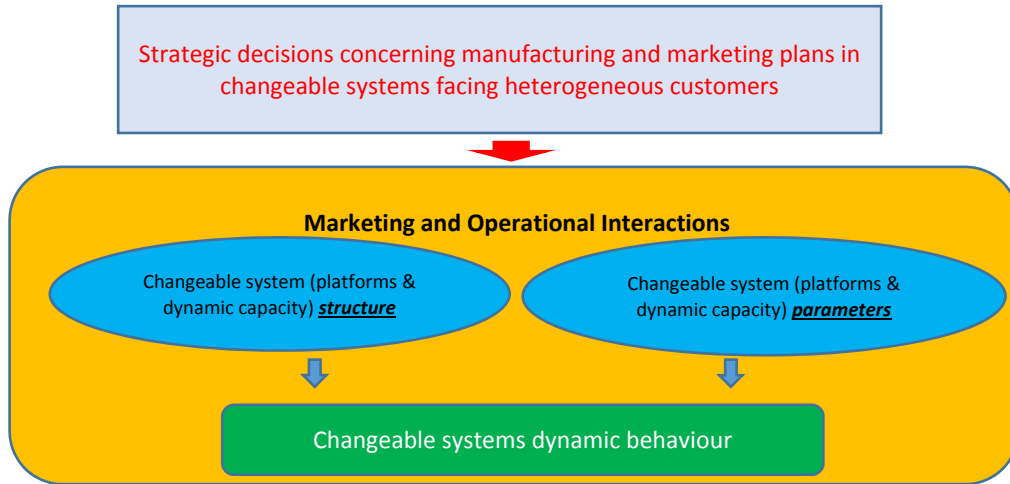 Strategic decisions concerning manufacturing and marketing plans in
changeable systems facing heterogeneous customers
Marketing and Operational Interactions
Changeable system (platforms &
dynamic capacity) structure
Changeable system (platforms &
dynamic capacity) parameters
Changeable systems dynamic behaviour